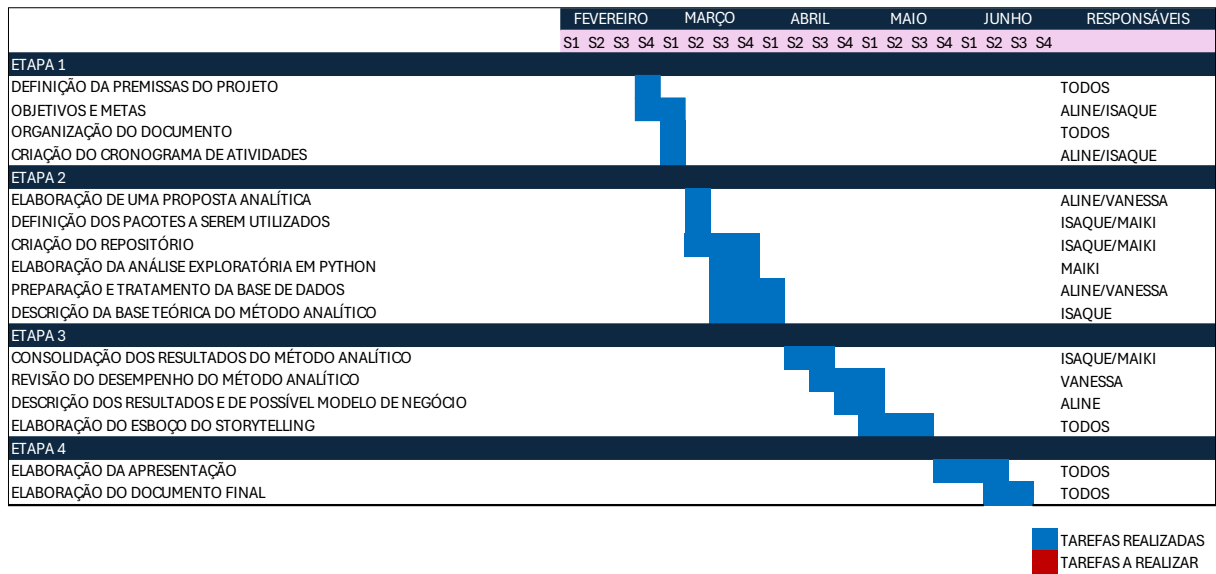 FEVEREIRO MARÇO ABRIL MAIO JUNHO RESPONSÁVEIS
S1 S2 S3 S4 S1 S2 S3 S4 S1 S2 S3 S4 S1 S2 S3 S4 S1 S2 S3 S4
ETAPA 1
DEFINIÇÃO DA PREMISSAS DO PROJETO TODOS
OBJETIVOS E METAS ALINE/ISAQUE
ORGANIZAÇÃO DO DOCUMENTO TODOS
CRIAÇÃO DO CRONOGRAMA DE ATIVIDADES ALINE/ISAQUE
ETAPA 2
ELABORAÇÃO DE UMA PROPOSTA ANALÍTICA ALINE/VANESSA
DEFINIÇÃO DOS PACOTES A SEREM UTILIZADOS ISAQUE/MAIKI
CRIAÇÃO DO REPOSITÓRIO ISAQUE/MAIKI
ELABORAÇÃO DA ANÁLISE EXPLORATÓRIA EM PYTHON MAIKI
PREPARAÇÃO E TRATAMENTO DA BASE DE DADOS ALINE/VANESSA
DESCRIÇÃO DA BASE TEÓRICA DO MÉTODO ANALÍTICO ISAQUE
ETAPA 3
CONSOLIDAÇÃO DOS RESULTADOS DO MÉTODO ANALÍTICO ISAQUE/MAIKI
REVISÃO DO DESEMPENHO DO MÉTODO ANALÍTICO VANESSA
DESCRIÇÃO DOS RESULTADOS E DE POSSÍVEL MODELO DE NEGÓCIO ALINE
ELABORAÇÃO DO ESBOÇO DO STORYTELLING TODOS
ETAPA 4
ELABORAÇÃO DA APRESENTAÇÃO TODOS
ELABORAÇÃO DO DOCUMENTO FINAL TODOS
TAREFAS REALIZADAS
TAREFAS A REALIZAR